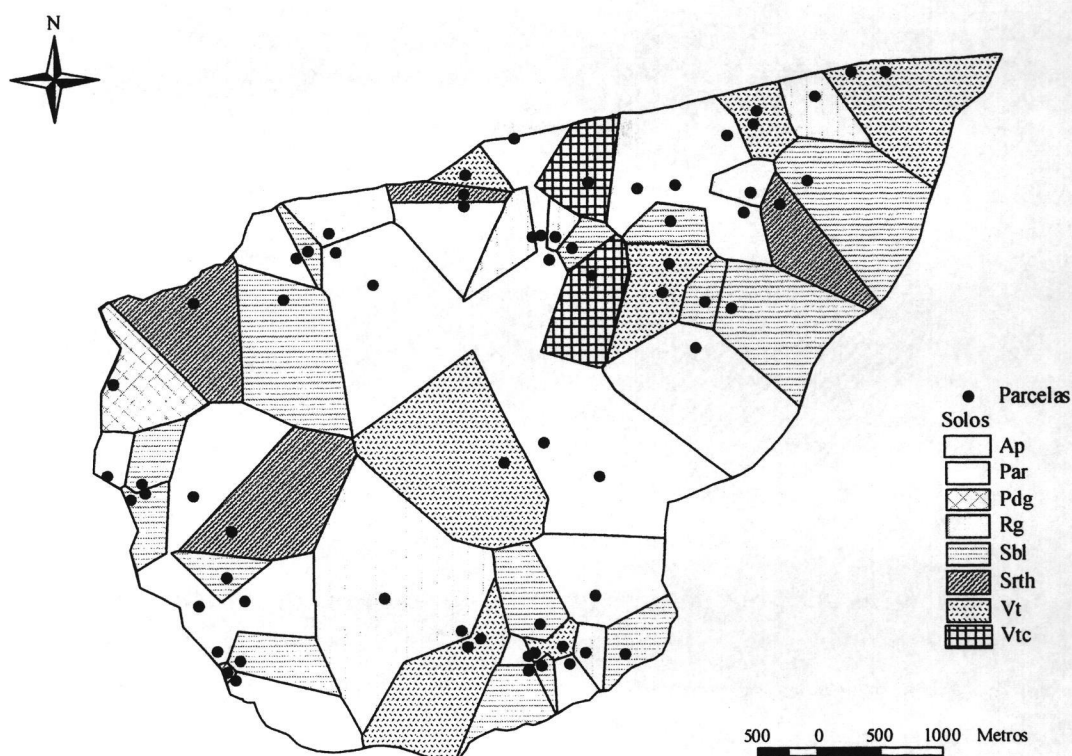 N
Parcelas
Solos
Ap
Par
Pdg
Rg
Sbl
Srth
Vt
Vtc
500 0 500 1000 Metros